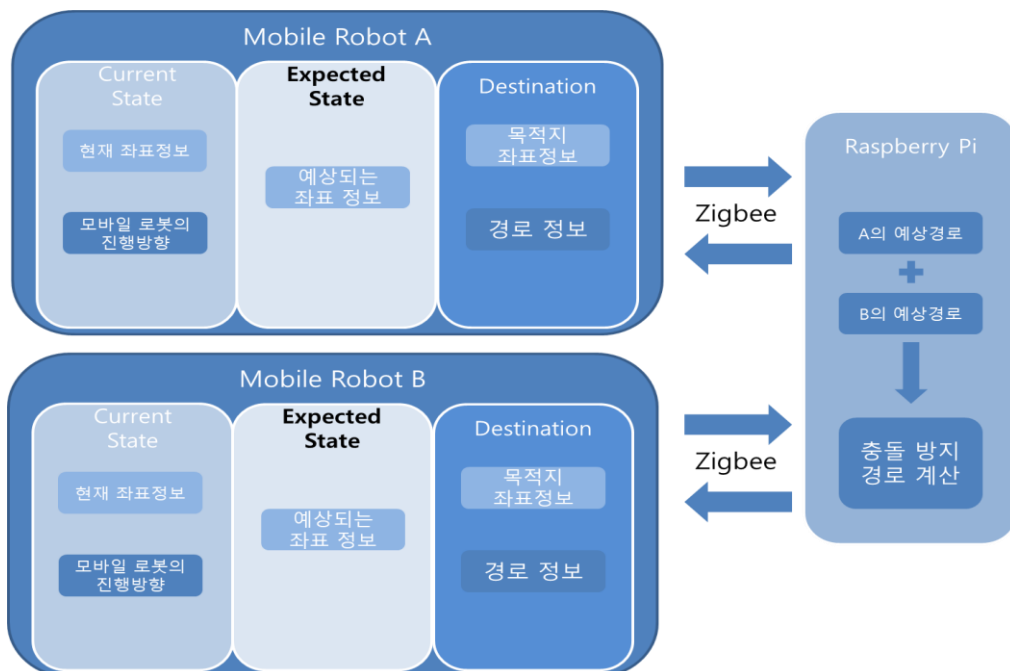 Mobile Robot A
Current
State
현재 좌표정보
모바일 로봇의
진행방향
Expected
State
예상되는
좌표 정보
Destination
목적지
좌표정보
경로 정보
Zigbee
Mobile Robot B
Current
State
현재 좌표정보
모바일 로봇의
진행방향
Expected
State
예상되는
좌표 정보
Destination
목적지
좌표정보
경로 정보
Zigbee
Raspberry Pi
A의 예상경로
B의 예상경로
충돌 방지
경로 계산